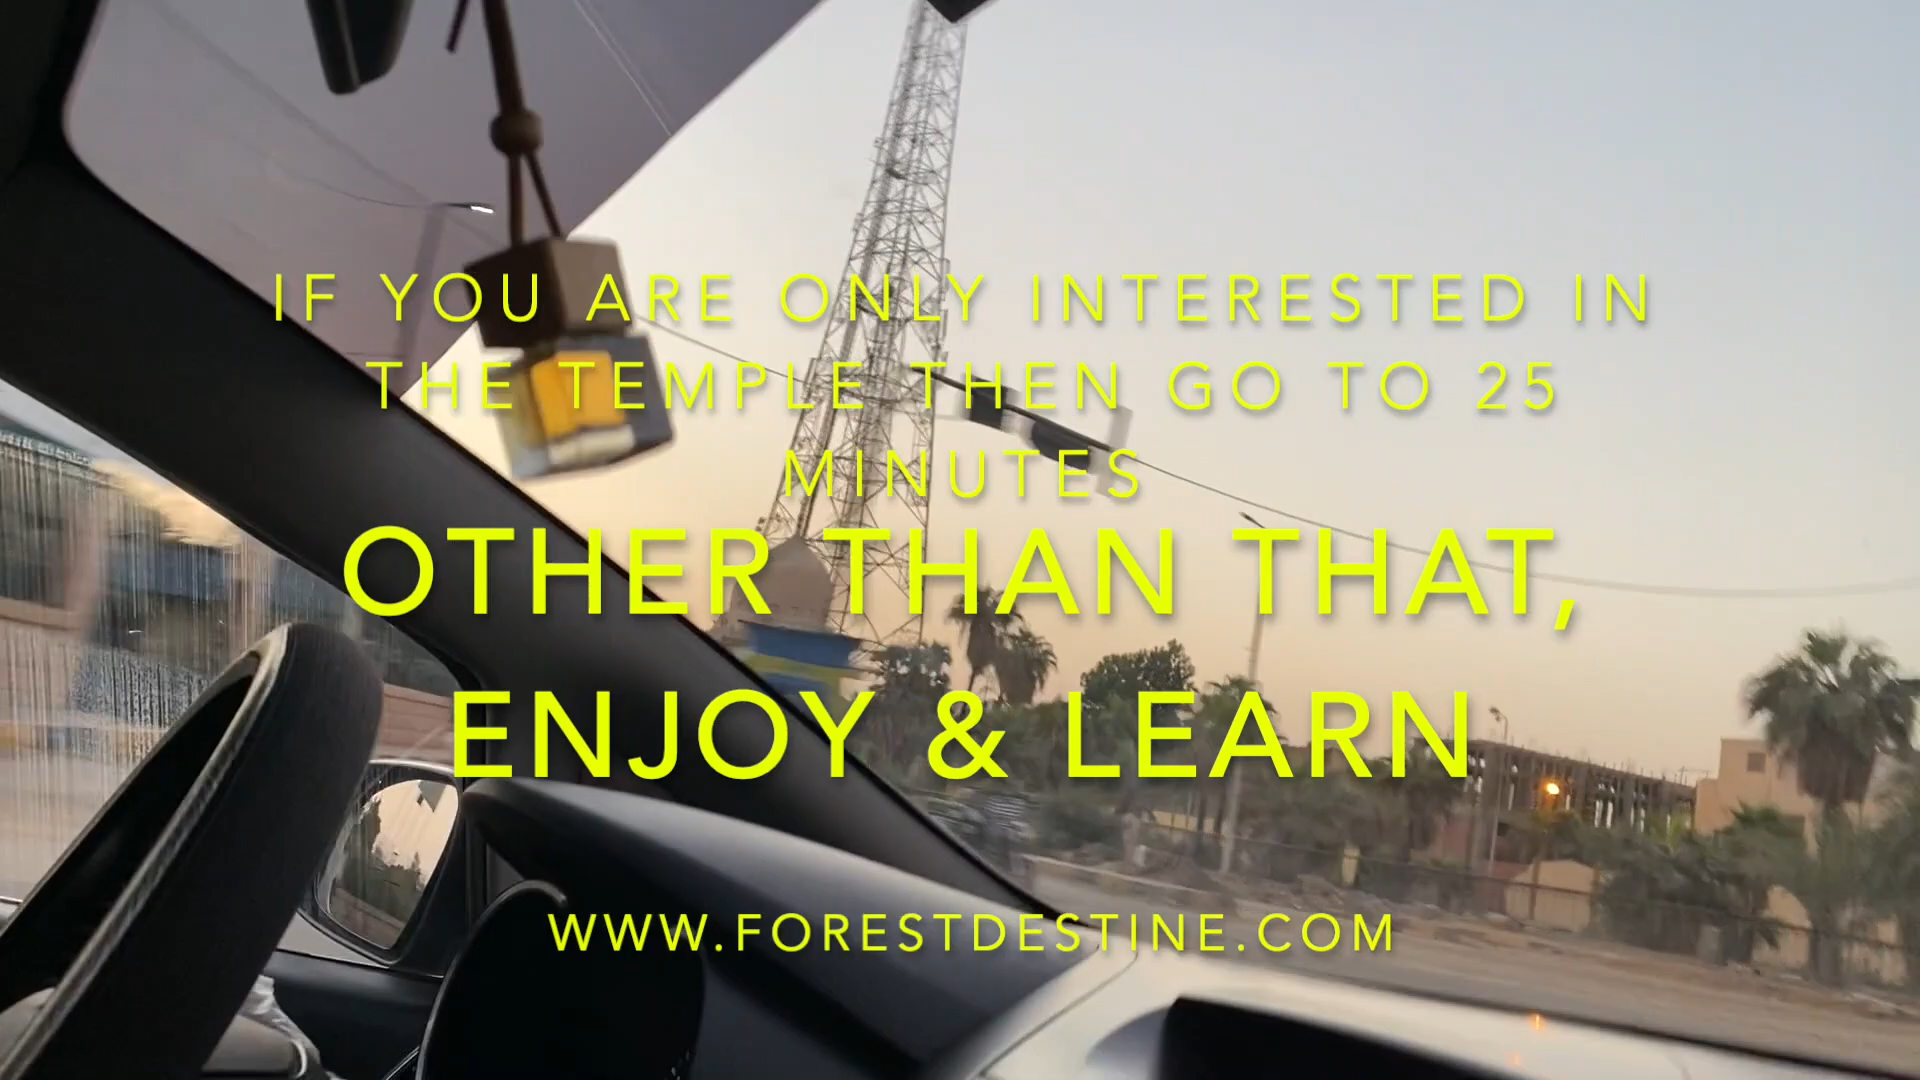 IF YOU ARE ONLY INTERESTED IN
THE TEMPLE THEN GO TO 25
MINUTES
OTHER THAN THAT,
ENJOY & LEARN
WWW.FORESTDESTINE.COM